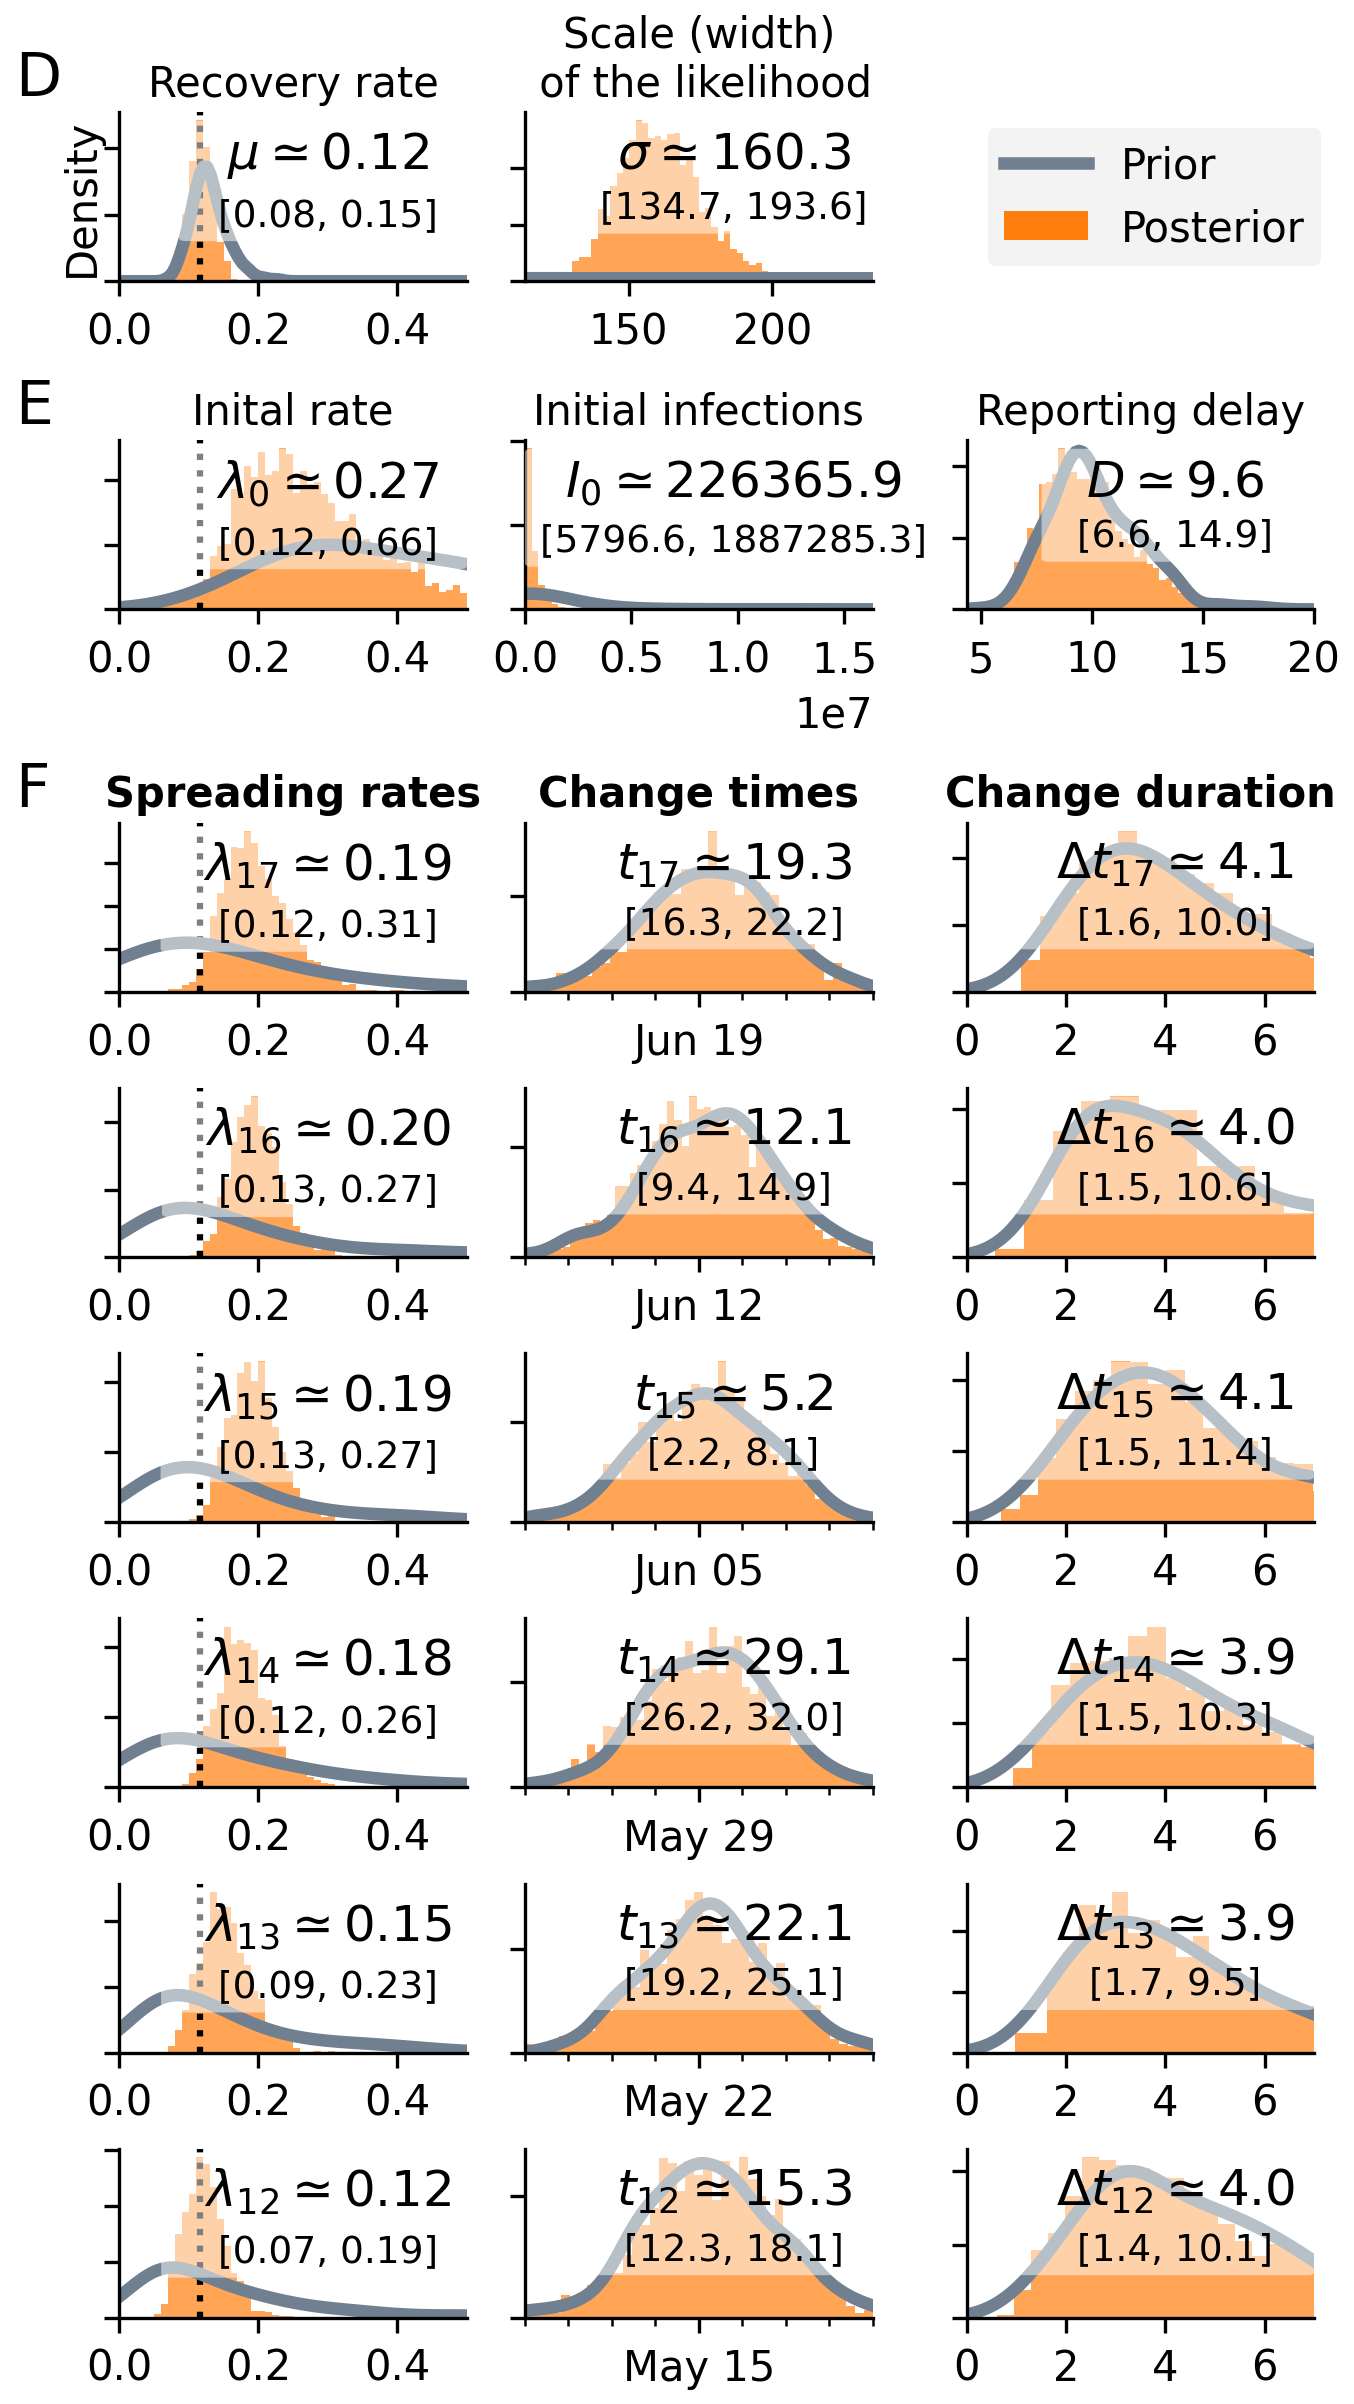 D
Recovery rate
Scale (width)
of the likelihood
Density
μ ≃ 0.12
[0.08, 0.15]
0.0 0.2 0.4
σ ≃ 160.3
[134.7, 193.6]
150 200
Prior
Posterior
E
Inital rate
λ0 ≃ 0.27
[0.12, 0.66]
0.0 0.2 0.4
Initial infections
I0 ≃ 226365.9
[5796.6, 1887285.3]
0.0 0.5 1.0 1.5
1e7
Reporting delay
D ≃ 9.6
[6.6, 14.9]
5 10 15 20
F
Spreading rates
Change times
Change duration
λ17 ≃ 0.19
[0.12, 0.31]
0.0 0.2 0.4
t17 ≃ 19.3
[16.3, 22.2]
Jun 19
Δt17 ≃ 4.1
[1.6, 10.0]
0 2 4 6
λ16 ≃ 0.20
[0.13, 0.27]
0.0 0.2 0.4
t16 ≃ 12.1
[9.4, 14.9]
Jun 12
Δt16 ≃ 4.0
[1.5, 10.6]
0 2 4 6
λ15 ≃ 0.19
[0.13, 0.27]
0.0 0.2 0.4
t15 ≃ 5.2
[2.2, 8.1]
Jun 05
Δt15 ≃ 4.1
[1.5, 11.4]
0 2 4 6
λ14 ≃ 0.18
[0.12, 0.26]
0.0 0.2 0.4
t14 ≃ 29.1
[26.2, 32.0]
May 29
Δt14 ≃ 3.9
[1.5, 10.3]
0 2 4 6
λ13 ≃ 0.15
[0.09, 0.23]
0.0 0.2 0.4
t13 ≃ 22.1
[19.2, 25.1]
May 22
Δt13 ≃ 3.9
[1.7, 9.5]
0 2 4 6
λ12 ≃ 0.12
[0.07, 0.19]
0.0 0.2 0.4
t12 ≃ 15.3
[12.3, 18.1]
May 15
Δt12 ≃ 4.0
[1.4, 10.1]
0 2 4 6